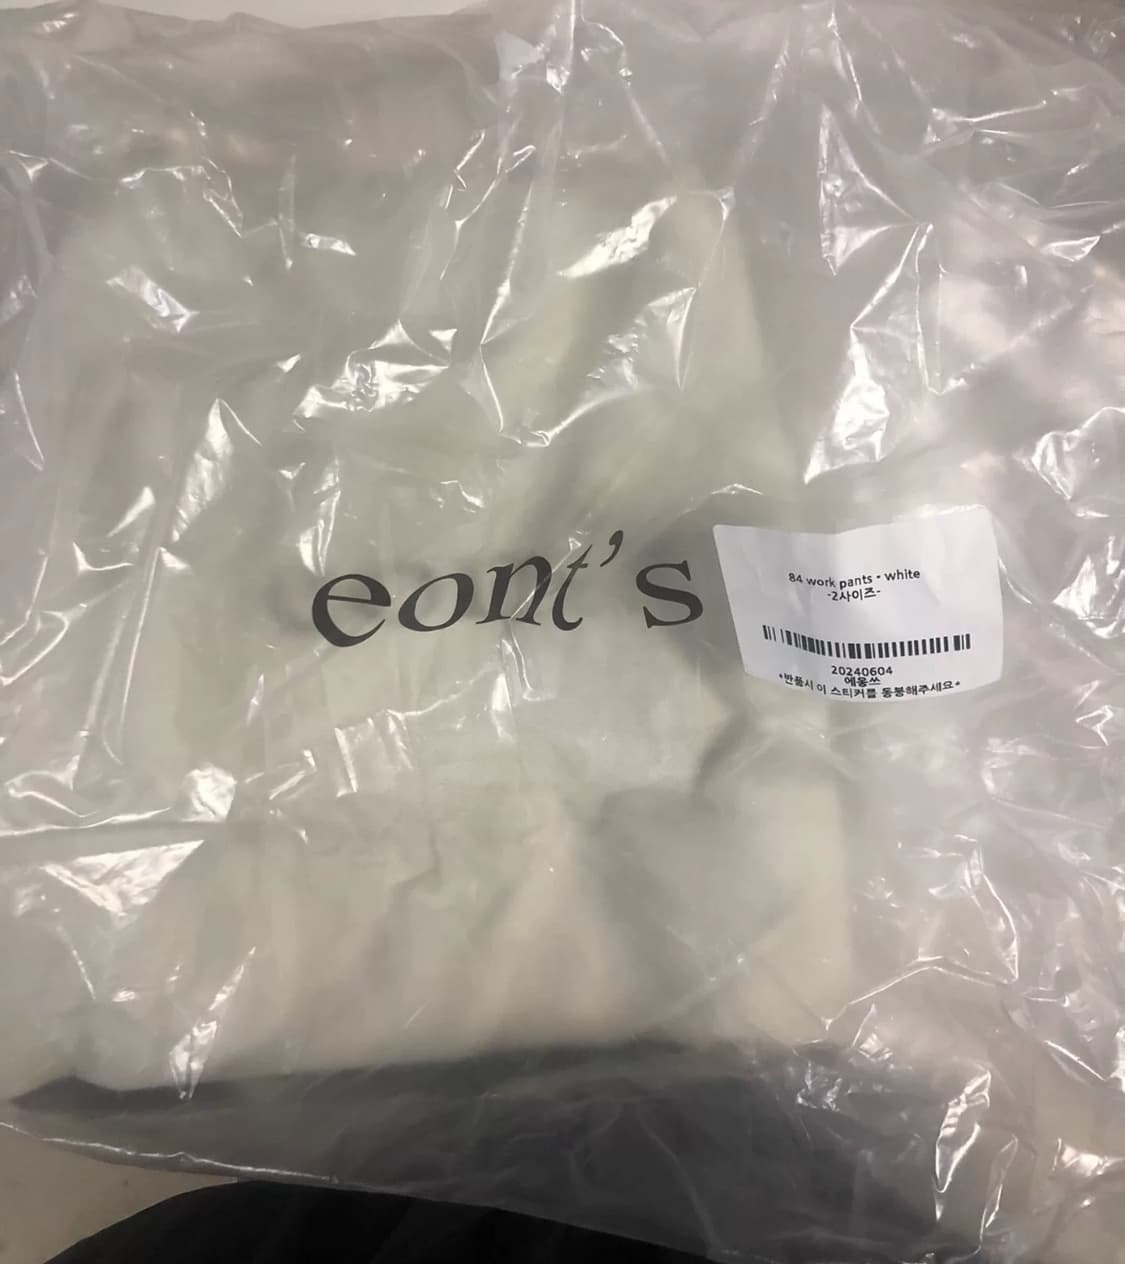 eont's
84 work pants - white
-2사이즈-
20240604
에옹쓰
*반품시 이 스티커를 동봉해주세요*